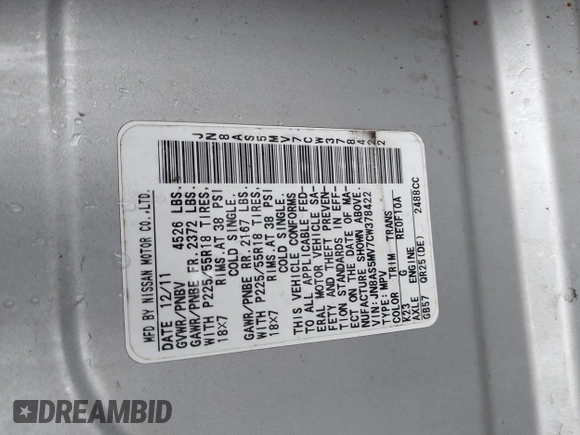 JN8AS5MV7CW378422
MFD BY NISSAN MOTOR CO.,LTD.
DATE 12/11
GVWR/PNBV 4526 LBS.
GAWR/PNBE FR. 2372 LBS.
WITH P225/55R18 TIRES.
18X7 RIMS.AT 38 PSI
COLD SINGLE.
GAWR/PNBE RR. 2167 LBS.
WITH P225/55R18 TIRES.
18X7 RIMS.AT 38 PSI
COLD SINGLE.
THIS VEHICLE CONFORMS
TO ALL APPLICABLE FED-
ERAL MOTOR VEHICLE SA-
FETY AND THEFT PREVEN-
TION STANDARDS IN EFF-
ECT ON THE DATE OF MA-
NUFACTURE SHOWN ABOVE.
VIN:JN8AS5MV7CW378422
TYPE: MPV
COLOR TRIM TRANS
K23 G RE0F10A
AXLE ENGINE
GB57 QR25(DE) 2488CC
DREAMBID